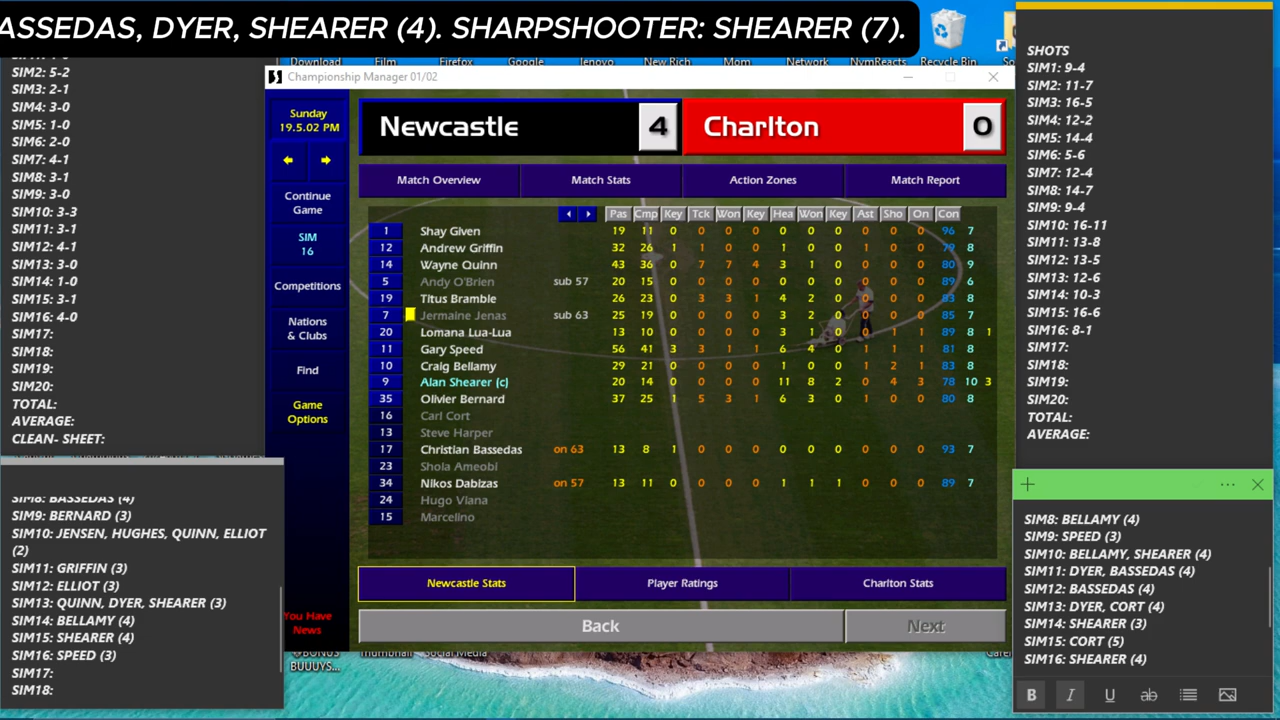 ASSEDAS, DYER, SHEARER (4). SHARPSHOOTER: SHEARER (7).
SIM2: 5-2
SIM3: 2-1
SIM4: 3-0
SIM5: 1-0
SIM6: 2-0
SIM7: 4-1
SIM8: 3-1
SIM9: 3-0
SIM10: 3-3
SIM11: 3-1
SIM12: 4-1
SIM13: 3-0
SIM14: 1-0
SIM15: 3-1
SIM16: 4-0
SIM17:
SIM18:
SIM19:
SIM20:
TOTAL:
AVERAGE:
CLEAN- SHEET:
SIM8: BASSEDAS (4)
SIM9: BERNARD (3)
SIM10: JENSEN, HUGHES, QUINN, ELLIOT
(2)
SIM11: GRIFFIN (3)
SIM12: ELLIOT (3)
SIM13: QUINN, DYER, SHEARER (3)
SIM14: BELLAMY (4)
SIM15: SHEARER (4)
SIM16: SPEED (3)
SIM17:
SIM18:
Download Film Firefox Google lenovo New Rich Mom Network NymReacts Recycle Bin So
Championship Manager 01/02
Sunday
19.5.02 PM
Continue
Game
SIM
16
Competitions
Nations
& Clubs
Find
Game
Options
You Have
News
Newcastle 4 Charlton 0
Match Overview Match Stats Action Zones Match Report
Pas Cmp Key Tck Won Key Hea Won Key Ast Sho On Con
1 Shay Given 19 11 0 0 0 0 0 0 0 0 0 0 96 7
12 Andrew Griffin 32 26 1 1 0 0 1 0 0 0 0 0 79 8
14 Wayne Quinn 43 36 0 7 7 4 3 1 0 0 0 0 80 9
5 Andy O'Brien sub 57 20 15 0 0 0 0 0 0 0 0 0 0 89 6
19 Titus Bramble 26 23 0 3 3 1 4 2 0 0 0 0 83 8
7 Jermaine Jenas sub 63 25 19 0 0 0 0 3 2 0 0 0 0 85 7
20 Lomana Lua-Lua 13 10 0 0 0 0 3 1 0 0 1 1 89 8 1
11 Gary Speed 56 41 3 3 1 1 6 4 0 1 1 1 81 8
10 Craig Bellamy 29 21 0 0 0 0 1 0 0 1 2 1 83 8
9 Alan Shearer (c) 20 14 0 0 0 0 11 8 2 0 4 3 78 10 3
35 Olivier Bernard 37 25 1 5 3 1 6 3 0 1 0 0 80 8
16 Carl Cort
13 Steve Harper
17 Christian Bassedas on 63 13 8 1 0 0 0 0 0 0 0 0 0 93 7
23 Shola Ameobi
34 Nikos Dabizas on 57 13 11 0 0 0 0 1 1 1 0 0 0 89 7
24 Hugo Viana
15 Marcelino
Newcastle Stats Player Ratings Charlton Stats
Back Next
BONUS
BUUUYS...
Thumbnail Social Media
SHOTS
SIM1: 9-4
SIM2: 11-7
SIM3: 16-5
SIM4: 12-2
SIM5: 14-4
SIM6: 5-6
SIM7: 12-4
SIM8: 14-7
SIM9: 9-4
SIM10: 16-11
SIM11: 13-8
SIM12: 13-5
SIM13: 12-6
SIM14: 10-3
SIM15: 16-6
SIM16: 8-1
SIM17:
SIM18:
SIM19:
SIM20:
TOTAL:
AVERAGE:
SIM8: BELLAMY (4)
SIM9: SPEED (3)
SIM10: BELLAMY, SHEARER (4)
SIM11: DYER, BASSEDAS (4)
SIM12: BASSEDAS (4)
SIM13: DYER, CORT (4)
SIM14: SHEARER (3)
SIM15: CORT (5)
SIM16: SHEARER (4)
B I U ab